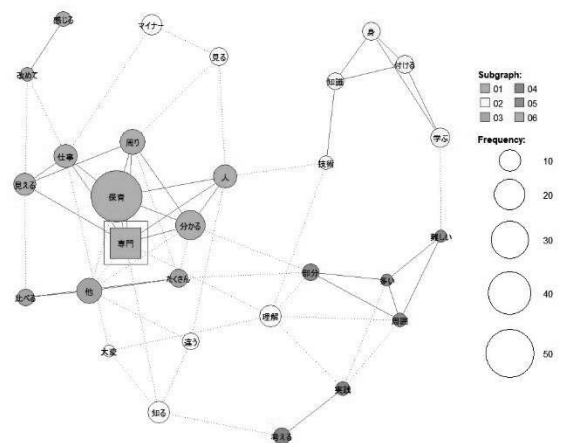 感じる
マイナー
身
改めて
見る
付ける
知識
Subgraph:
01 04
02 05
03 06
学ぶ
周り
仕事
技術
Frequency:
10
見える
人
保育
20
分かる
難しい
専門
30
部分
たくさん
多い
比べる
他
40
理解
違う
大変
50
実践
知る
考える